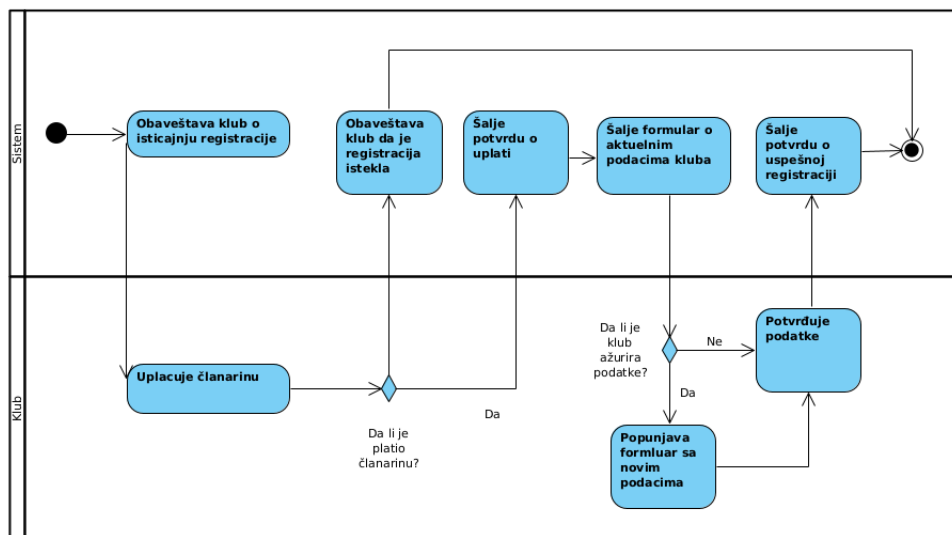 Sistem
Obaveštava klub o
isticajnju registracije
Obaveštava
klub da je
registracija
istekla
Šalje
potvrdu o
uplati
Šalje formular o
aktuelnim
podacima kluba
Šalje
potvrdu o
uspešnoj
registraciji
Klub
Uplacuje članarinu
Da li je
platio
članarinu?
Da
Da li je
klub
ažurira
podatke?
Ne
Da
Potvrđuje
podatke
Popunjava
formluar sa
novim
podacima